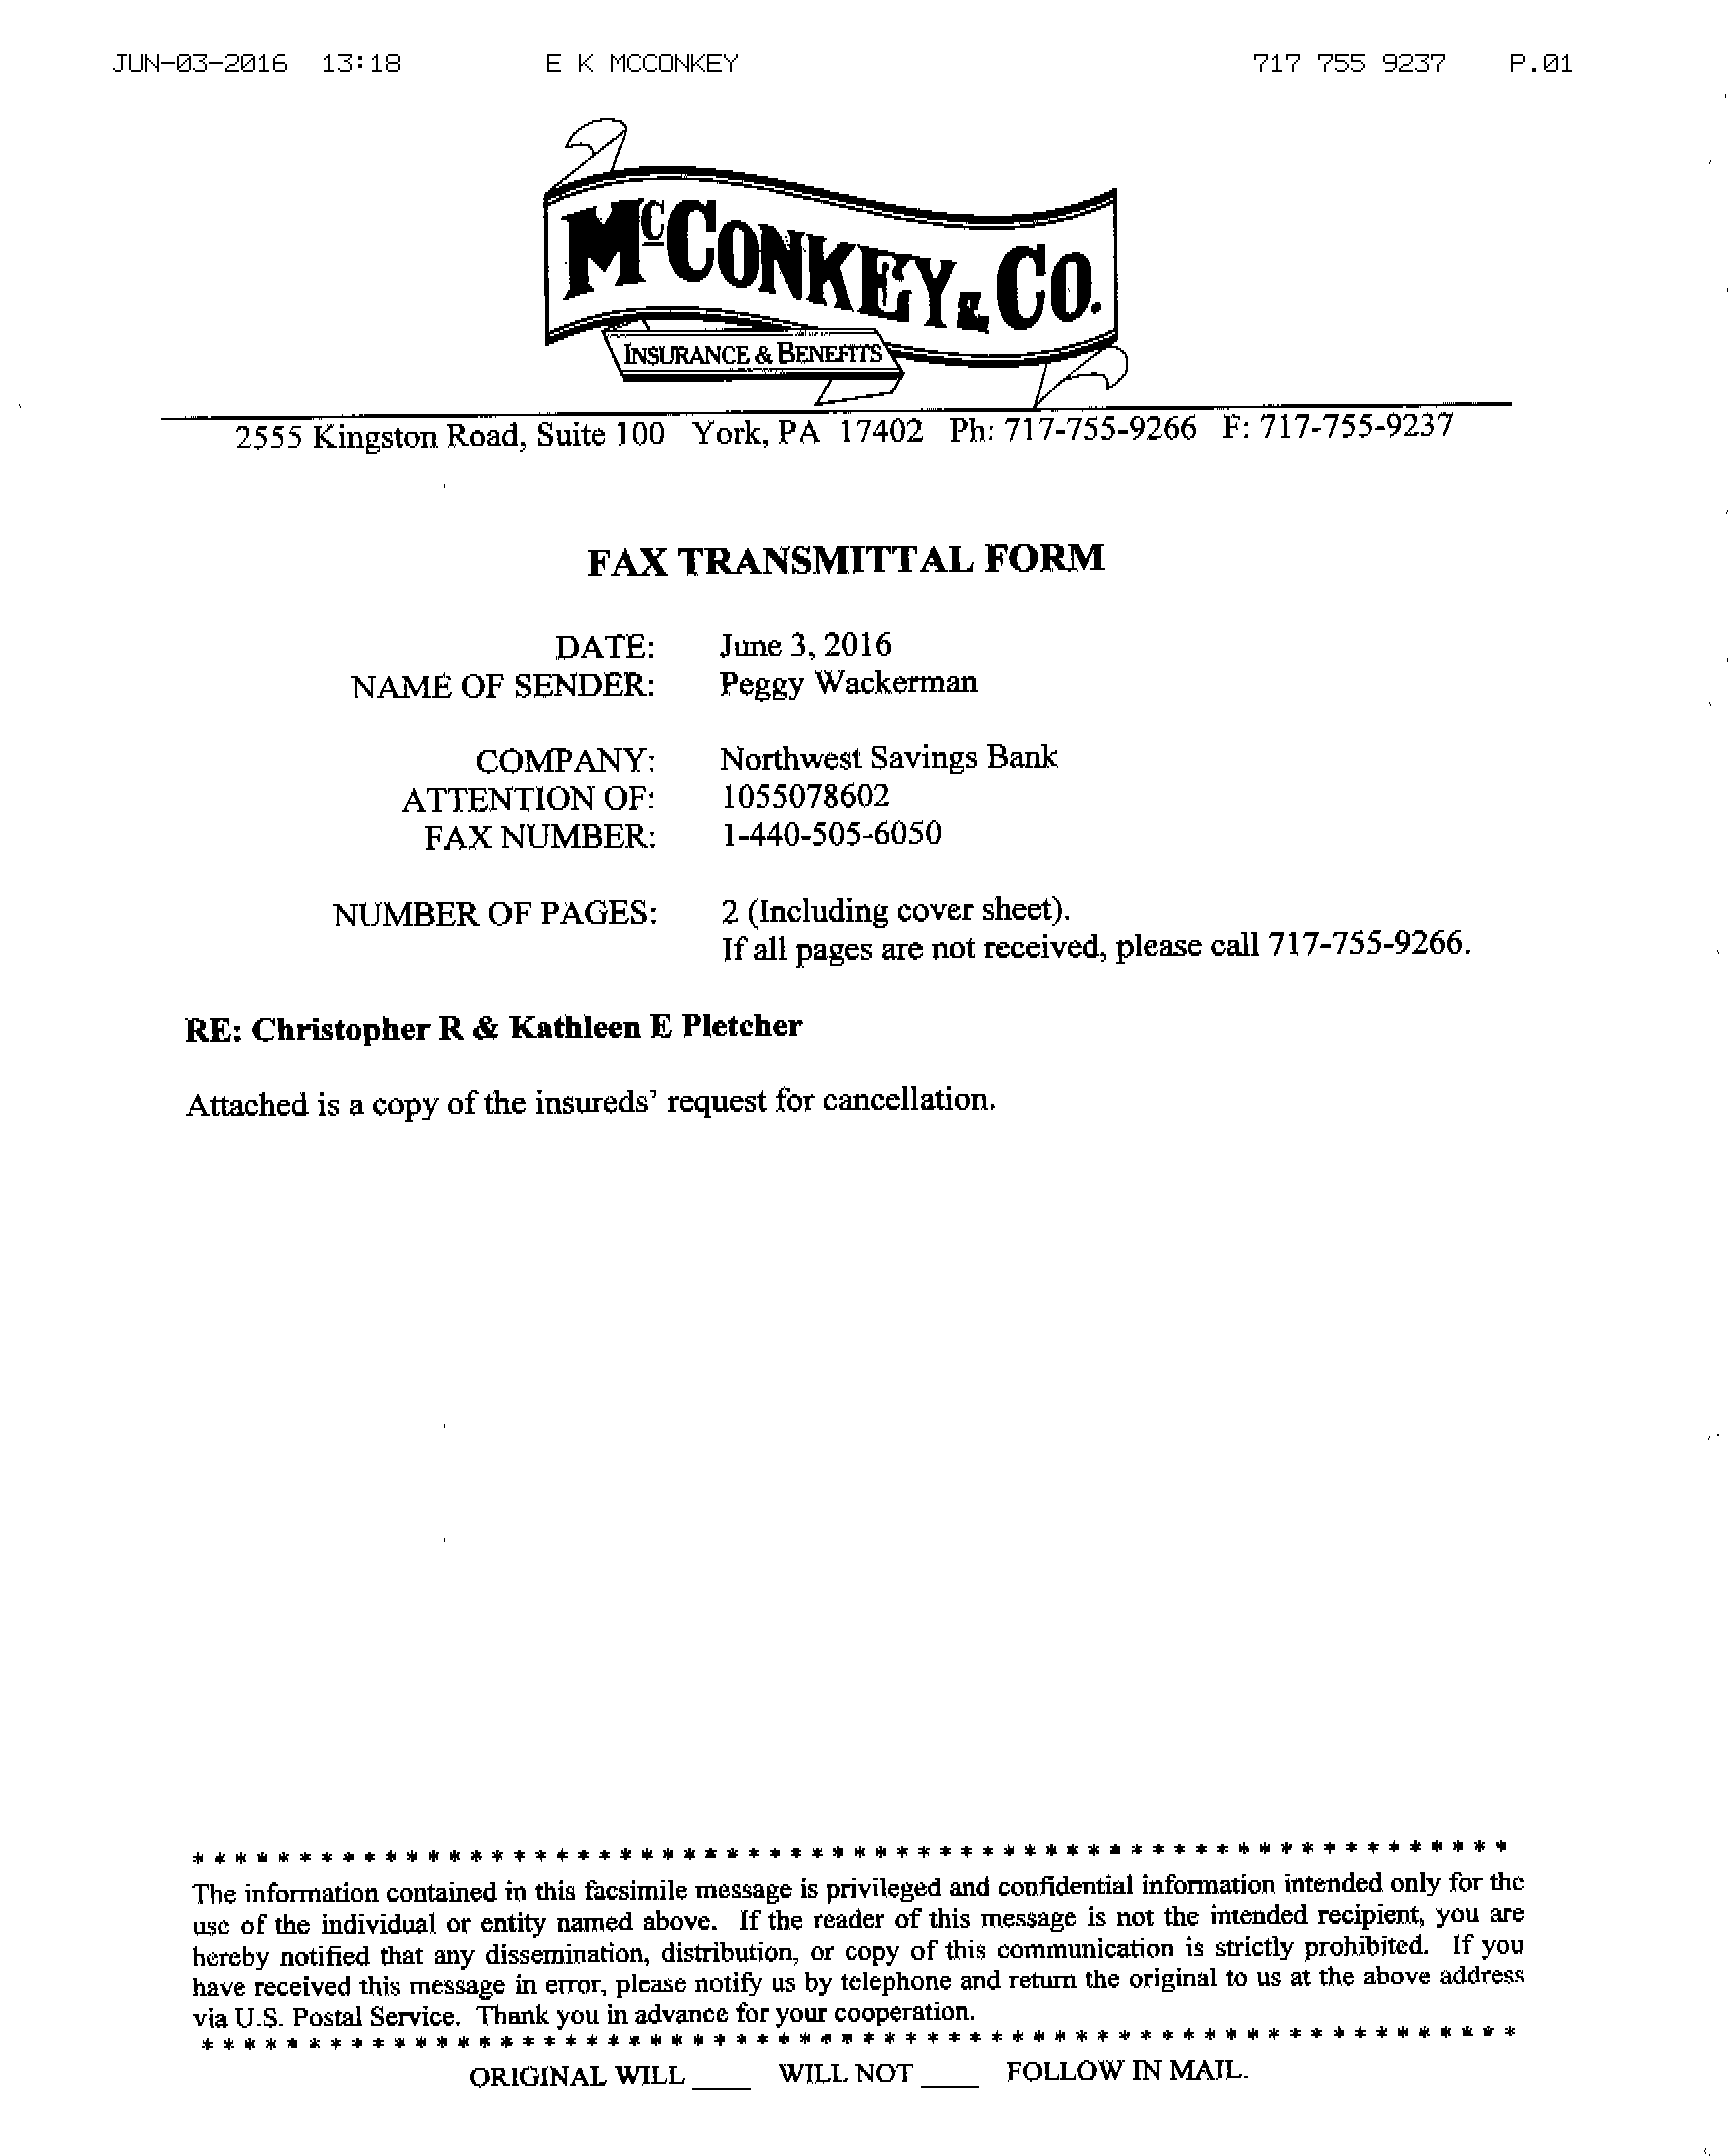 JUN-03-2016 13:18 E K MCCONKEY 717 755 9237 P.01
MCCONKEY & CO.
INSURANCE & BENEFITS
2555 Kingston Road, Suite 100 York, PA 17402 Ph: 717-755-9266 F: 717-755-9237
FAX TRANSMITTAL FORM
DATE: June 3, 2016
NAME OF SENDER: Peggy Wackerman
COMPANY: Northwest Savings Bank
ATTENTION OF: 1055078602
FAX NUMBER: 1-440-505-6050
NUMBER OF PAGES: 2 (Including cover sheet).
If all pages are not received, please call 717-755-9266.
RE: Christopher R & Kathleen E Pletcher
Attached is a copy of the insureds' request for cancellation.
* * * * * * * * * * * * * * * * * * * * * * * * * * * * * * * * * * * * * * * * * * * * * * * * * * * * * * * * * * * * * *
The information contained in this facsimile message is privileged and confidential information intended only for the
use of the individual or entity named above. If the reader of this message is not the intended recipient, you are
hereby notified that any dissemination, distribution, or copy of this communication is strictly prohibited. If you
have received this message in error, please notify us by telephone and return the original to us at the above address
via U.S. Postal Service. Thank you in advance for your cooperation.
* * * * * * * * * * * * * * * * * * * * * * * * * * * * * * * * * * * * * * * * * * * * * * * * * * * * * * * * * * * * * *
ORIGINAL WILL ____ WILL NOT ____ FOLLOW IN MAIL.